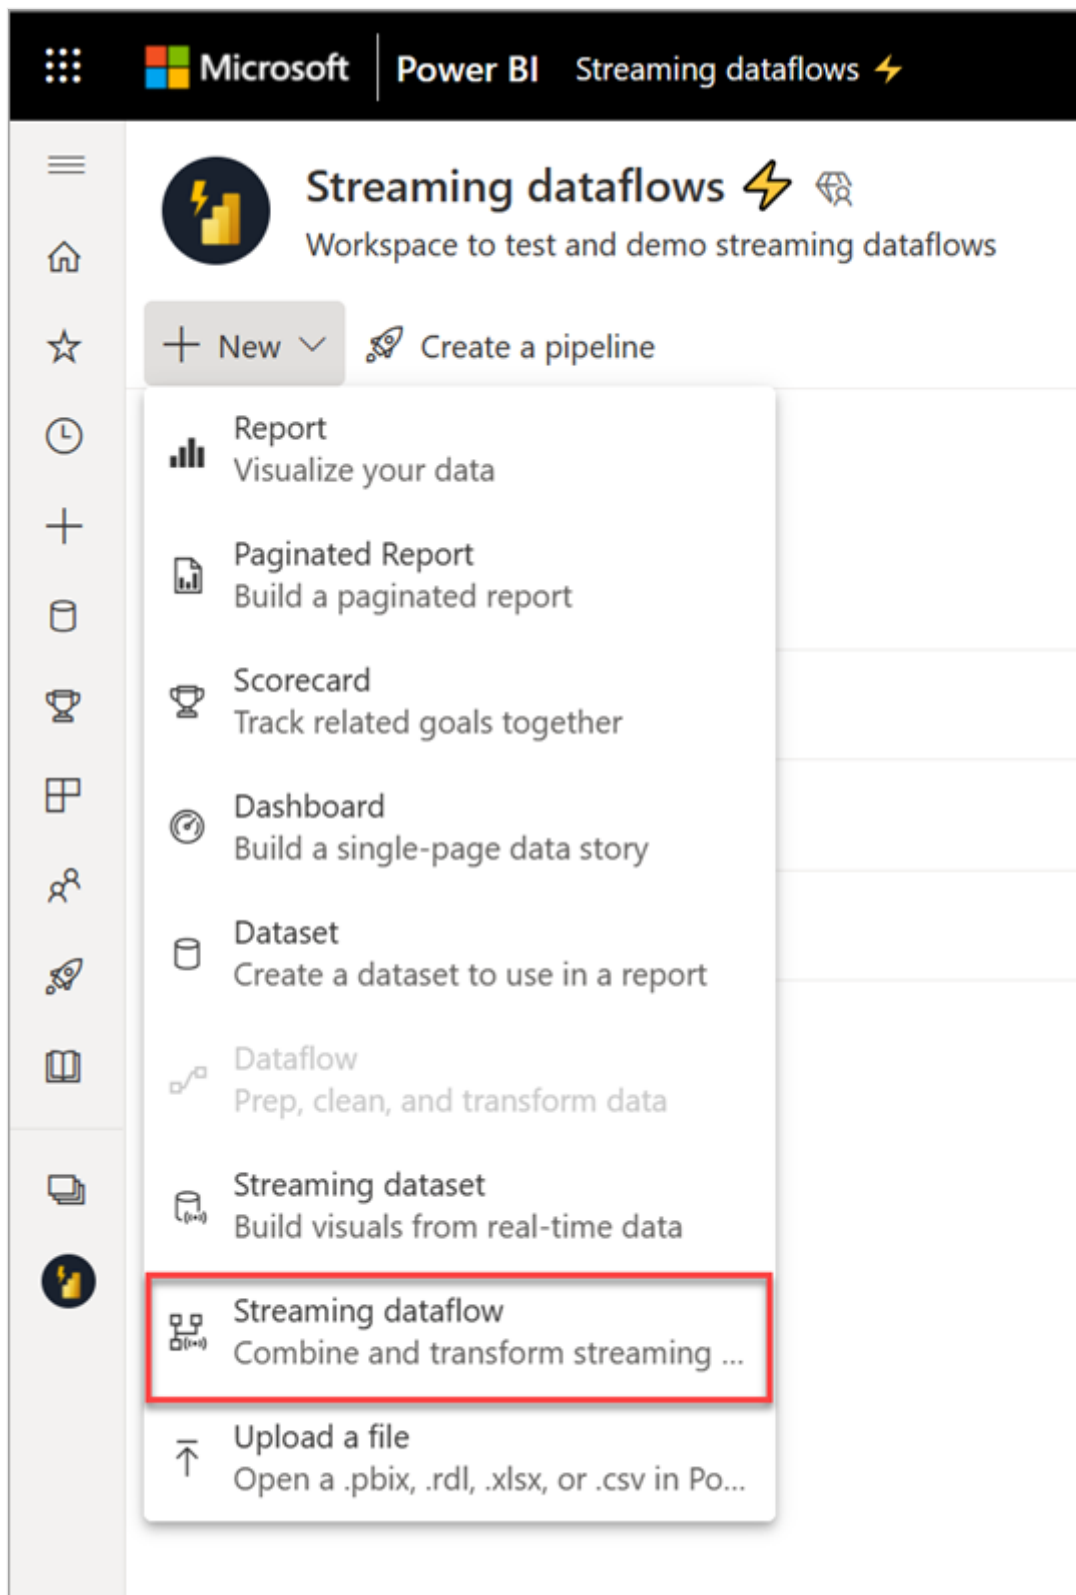 Microsoft Power BI Streaming dataflows
Streaming dataflows
Workspace to test and demo streaming dataflows
New Create a pipeline
Report
Visualize your data
Paginated Report
Build a paginated report
Scorecard
Track related goals together
Dashboard
Build a single-page data story
Dataset
Create a dataset to use in a report
Dataflow
Prep, clean, and transform data
Streaming dataset
Build visuals from real-time data
Streaming dataflow
Combine and transform streaming ...
Upload a file
Open a .pbix, .rdl, .xlsx, or .csv in Po...